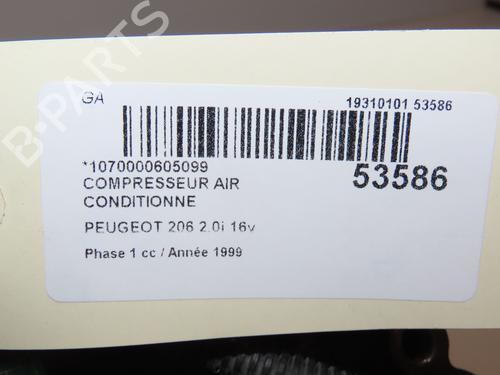 GA
19310101 53586
*1070000605099
53586
COMPRESSEUR AIR
CONDITIONNE
PEUGEOT 206 2.0i 16v
Phase 1 cc / Année 1999
B-PARTS